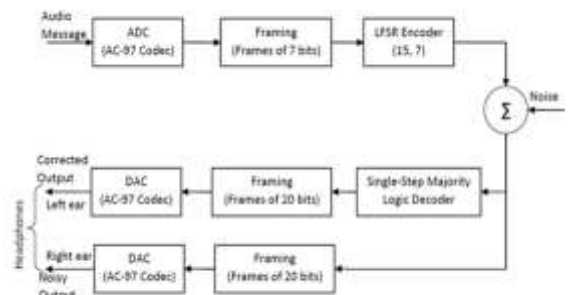 Audio
Message
ADC
(AC-97 Codec)
Framing
(Frames of 7 bits)
LFSR Encoder
(15, 7)
Σ
Noise
Corrected
Output
Left ear
DAC
(AC-97 Codec)
Framing
(Frames of 20 bits)
Single-Step Majority
Logic Decoder
Headphones
Right ear
Noisy
Output
DAC
(AC-97 Codec)
Framing
(Frames of 20 bits)